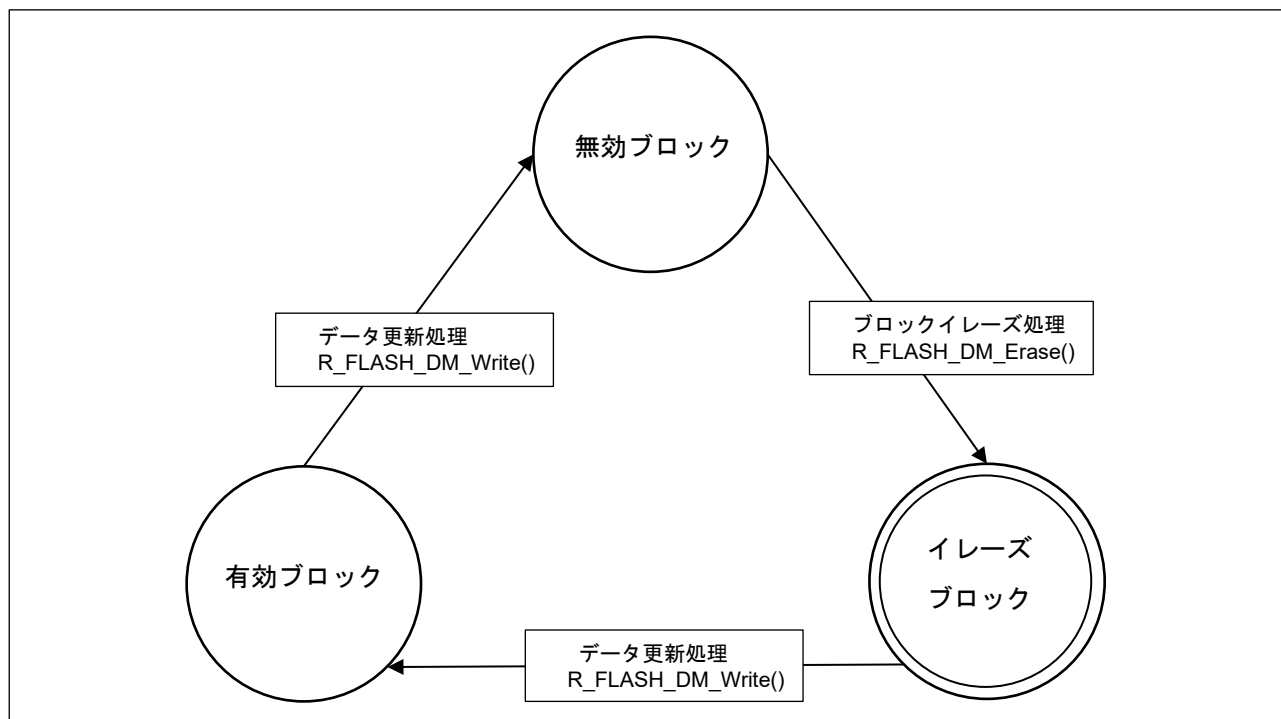 無効ブロック
データ更新処理
R_FLASH_DM_Write()
ブロックイレーズ処理
R_FLASH_DM_Erase()
有効ブロック
イレーズ
ブロック
データ更新処理
R_FLASH_DM_Write()